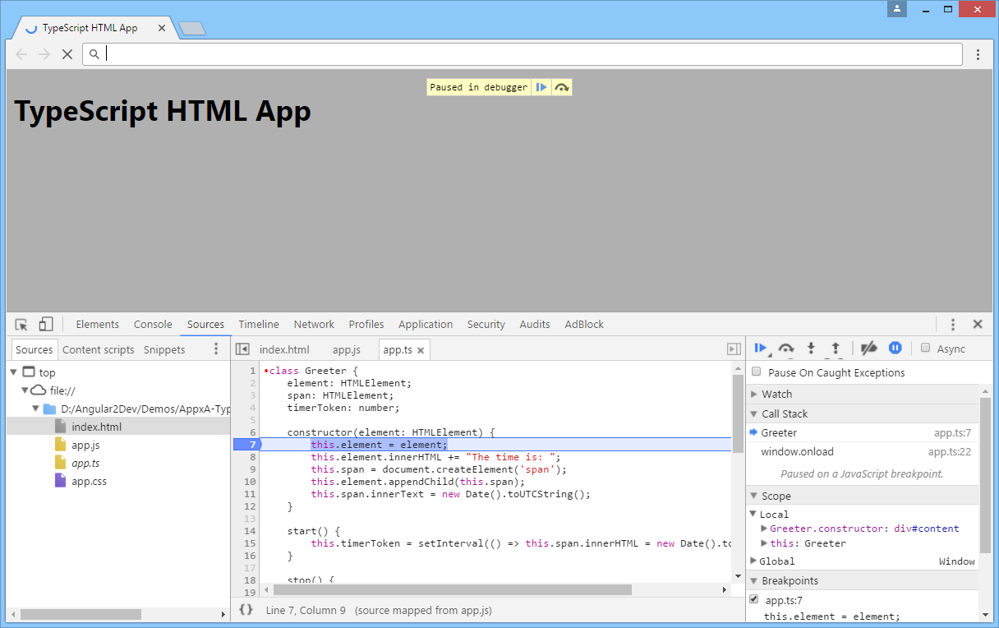 TypeScript HTML App
Paused in debugger
TypeScript HTML App
Elements Console Sources Timeline Network Profiles Application Security Audits AdBlock
Sources Content scripts Snippets
top
file://
D:/Angular2Dev/Demos/AppxA-Typ
index.html
app.js
app.ts
app.css
index.html app.js app.ts
1 class Greeter {
2 element: HTMLElement;
3 span: HTMLElement;
4 timerToken: number;
5
6 constructor(element: HTMLElement) {
7 this.element = element;
8 this.element.innerHTML += "The time is: ";
9 this.span = document.createElement('span');
10 this.element.appendChild(this.span);
11 this.span.innerText = new Date().toUTCString();
12 }
13
14 start() {
15 this.timerToken = setInterval(() => this.span.innerHTML = new Date().to
16 }
17
18 stop() {
19
{} Line 7, Column 9 (source mapped from app.js)
Async
Pause On Caught Exceptions
Watch
Call Stack
Greeter app.ts:7
window.onload app.ts:22
Paused on a JavaScript breakpoint.
Scope
Local
Greeter.constructor: div#content
this: Greeter
Global Window
Breakpoints
app.ts:7
this.element = element;